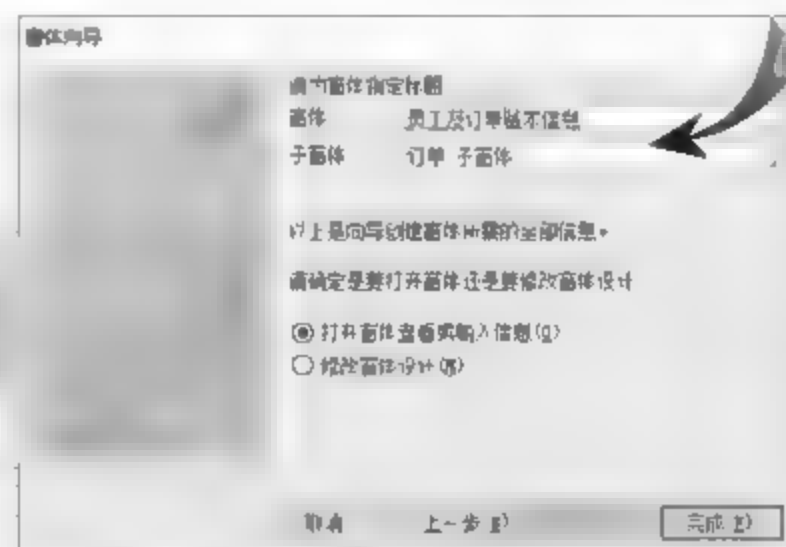 窗体向导
请为窗体指定标题
窗体 员工及订单基本信息
子窗体 订单 子窗体
以上是向导创建窗体所需的全部信息。
请确定是要打开窗体还是要修改窗体设计
打开窗体查看或输入信息(O)
修改窗体设计(M)
取消 上一步 完成